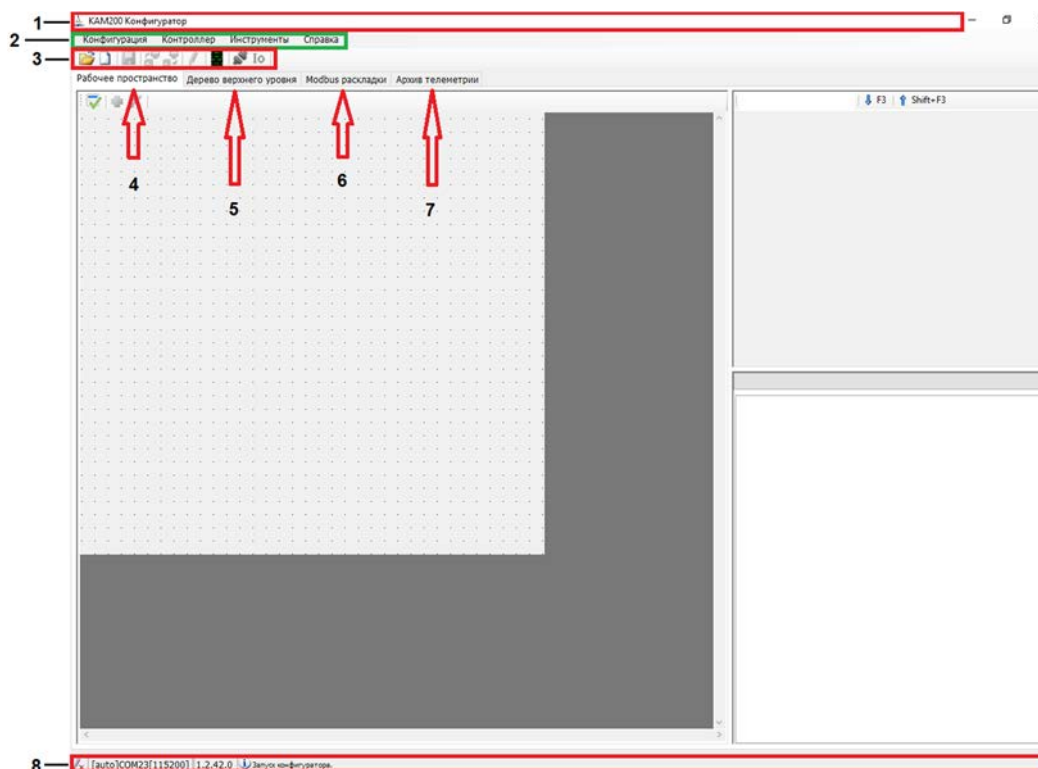 1
КАМ200 Конфигуратор
2
Конфигурация Контроллер Инструменты Справка
3
Io
Рабочее пространство Дерево верхнего уровня Modbus раскладки Архив телеметрии
F3 Shift+F3
4
5
6
7
8
[auto]COM23[115200] 1.2.42.0 Запуск конфигуратора.